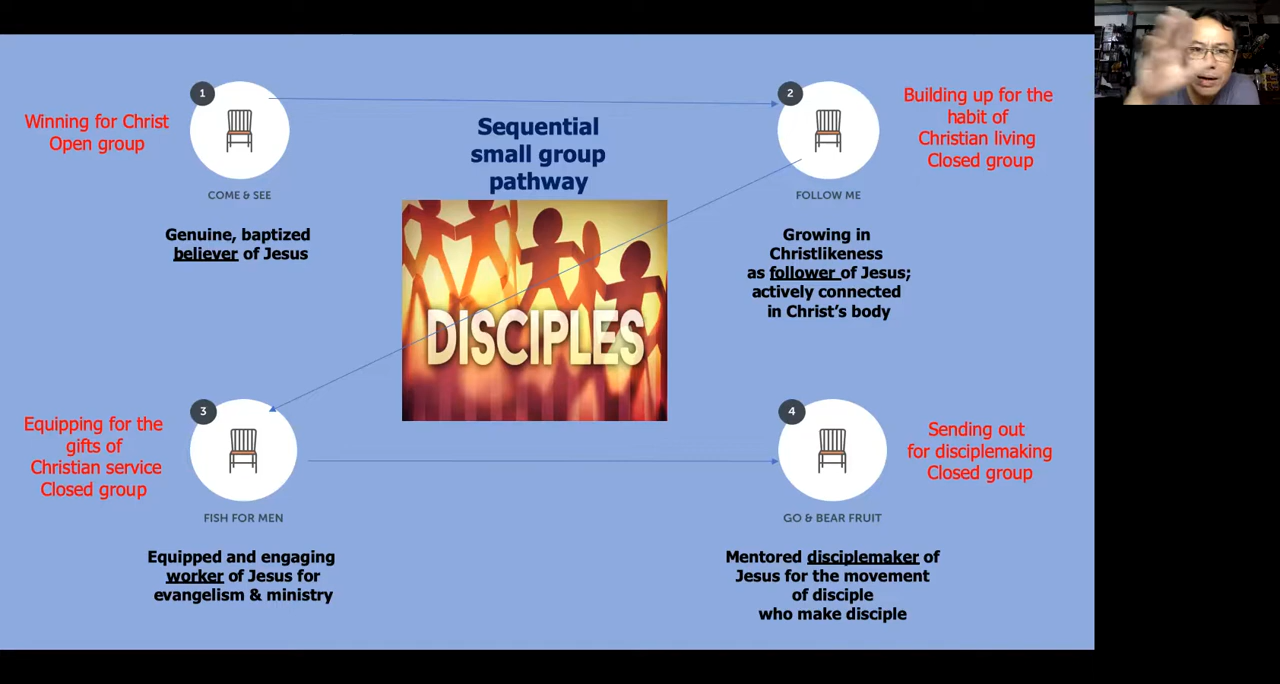 1
Winning for Christ
Open group
COME & SEE
Genuine, baptized
believer of Jesus
Sequential
small group
pathway
DISCIPLES
2
Building up for the
habit of
Christian living
Closed group
FOLLOW ME
Growing in
Christlikeness
as follower of Jesus;
actively connected
in Christ's body
3
Equipping for the
gifts of
Christian service
Closed group
FISH FOR MEN
Equipped and engaging
worker of Jesus for
evangelism & ministry
4
Sending out
for disciplemaking
Closed group
GO & BEAR FRUIT
Mentored disciplemaker of
Jesus for the movement
of disciple
who make disciple